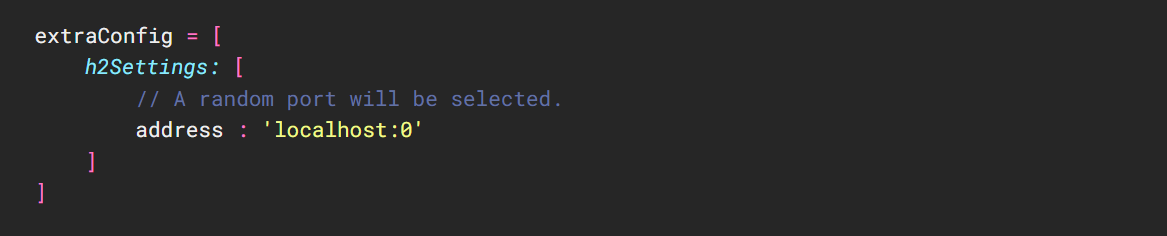 extraConfig = [
    h2Settings: [
        // A random port will be selected.
        address : 'localhost:0'
    ]
]